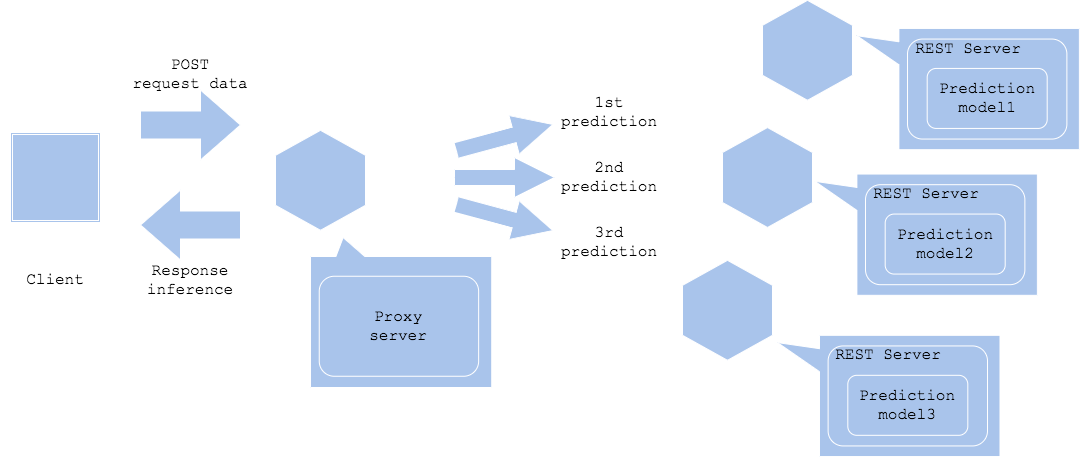 POST
request data
Client
Response
inference
Proxy
server
1st
prediction
2nd
prediction
3rd
prediction
REST Server
Prediction
model1
REST Server
Prediction
model2
REST Server
Prediction
model3